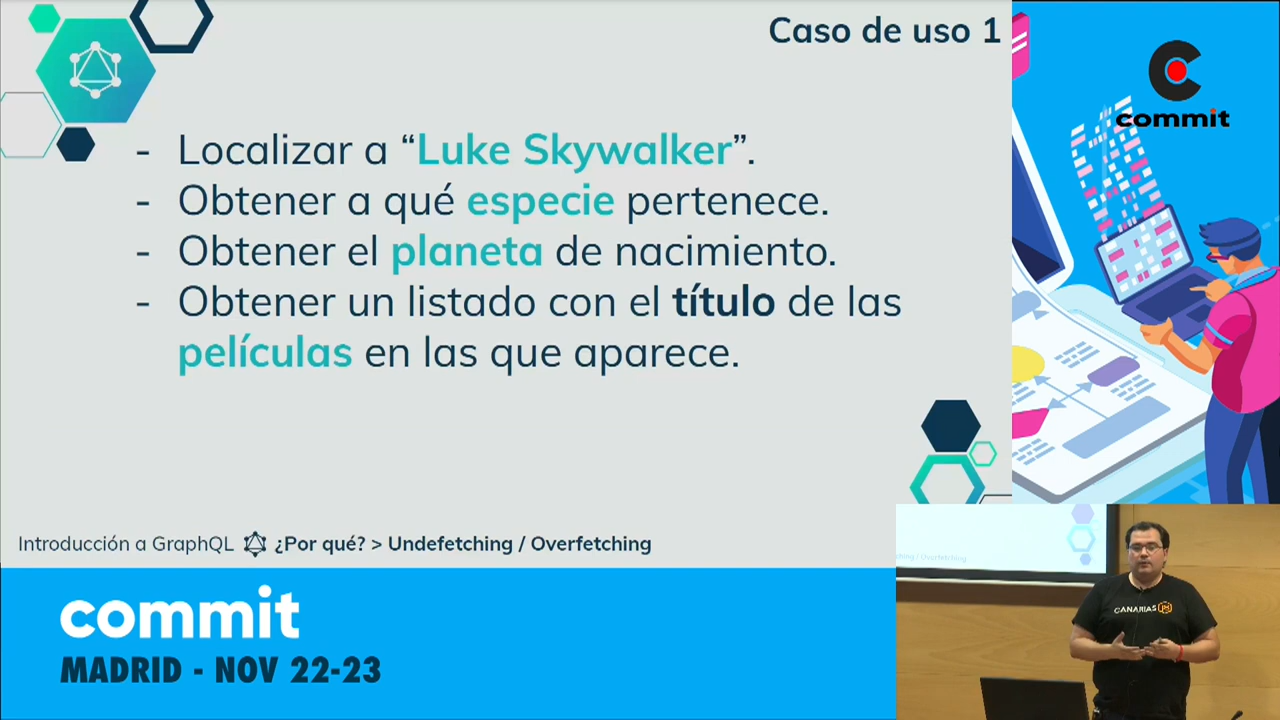 Caso de uso 1
- Localizar a “Luke Skywalker”.
- Obtener a qué especie pertenece.
- Obtener el planeta de nacimiento.
- Obtener un listado con el título de las
películas en las que aparece.
Introducción a GraphQL ¿Por qué? > Undefetching / Overfetching
commit
commit
MADRID - NOV 22-23
ching / Overfetching
CANARIAS